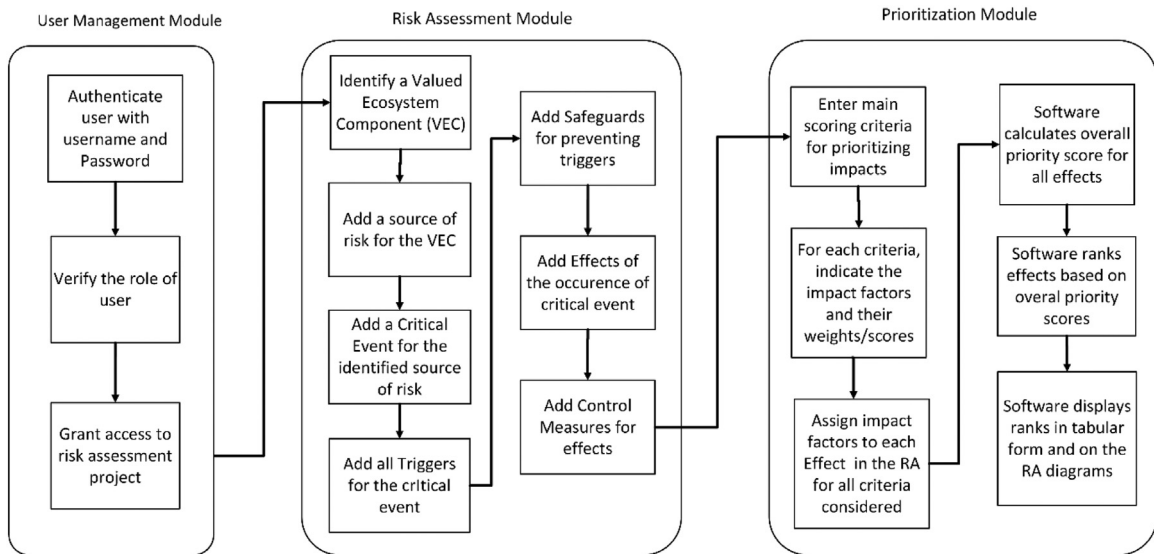 User Management Module
Authenticate
user with
username and
Password
Verify the role of
user
Grant access to
risk assessment
project
Risk Assessment Module
Identify a Valued
Ecosystem
Component (VEC)
Add a source of
risk for the VEC
Add a Critical
Event for the
identified source
of risk
Add all Triggers
for the crItical
event
Add Safeguards
for preventing
triggers
Add Effects of
the occurence of
critical event
Add Control
Measures for
effects
Prioritization Module
Enter main
scoring criteria
for prioritizing
impacts
For each criteria,
indicate the
impact factors
and their
weights/scores
Assign impact
factors to each
Effect in the RA
for all criteria
considered
Software
calculates overall
priority score for
all effects
Software ranks
effects based on
overal priority
scores
Software displays
ranks in tabular
form and on the
RA diagrams